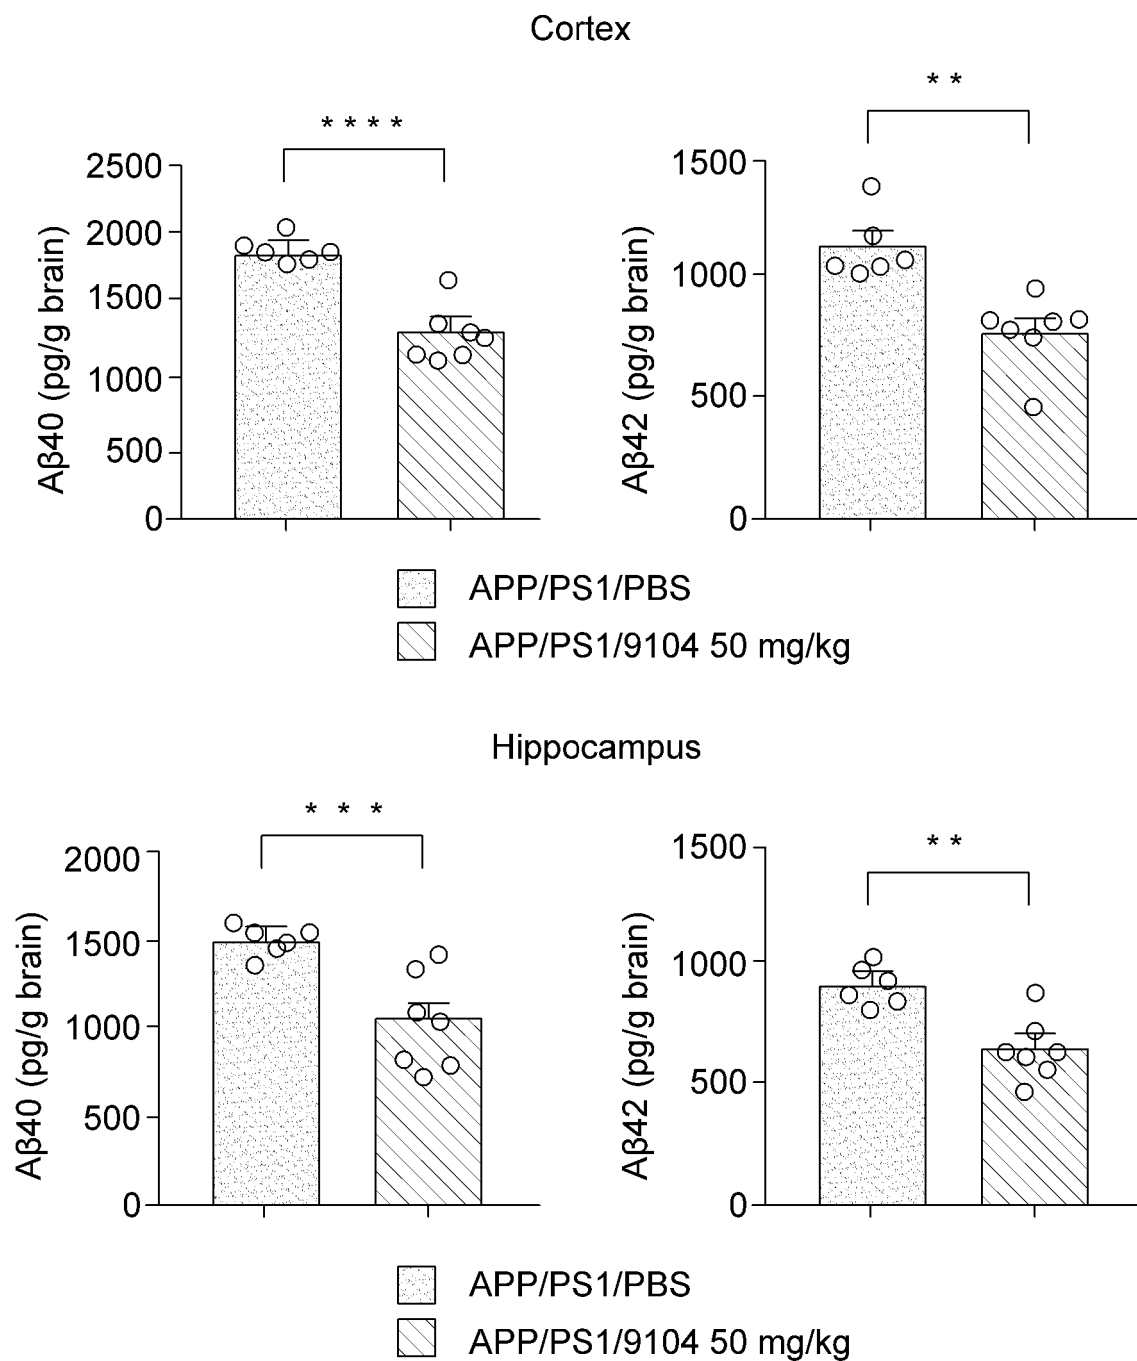 Cortex
* * * *
2500
2000
1500
1000
500
0
Aβ40 (pg/g brain)
* *
1500
1000
500
0
Aβ42 (pg/g brain)
APP/PS1/PBS
APP/PS1/9104 50 mg/kg
Hippocampus
* * *
2000
1500
1000
500
0
Aβ40 (pg/g brain)
* *
1500
1000
500
0
Aβ42 (pg/g brain)
APP/PS1/PBS
APP/PS1/9104 50 mg/kg